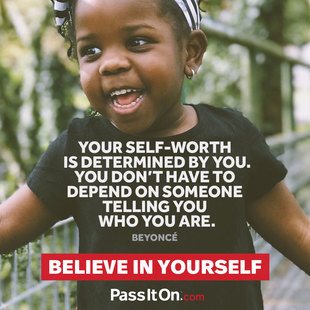 YOUR SELF-WORTH
IS DETERMINED BY YOU.
YOU DON'T HAVE TO
DEPEND ON SOMEONE
TELLING YOU
WHO YOU ARE.
BEYONCÉ
BELIEVE IN YOURSELF
PassItOn.com